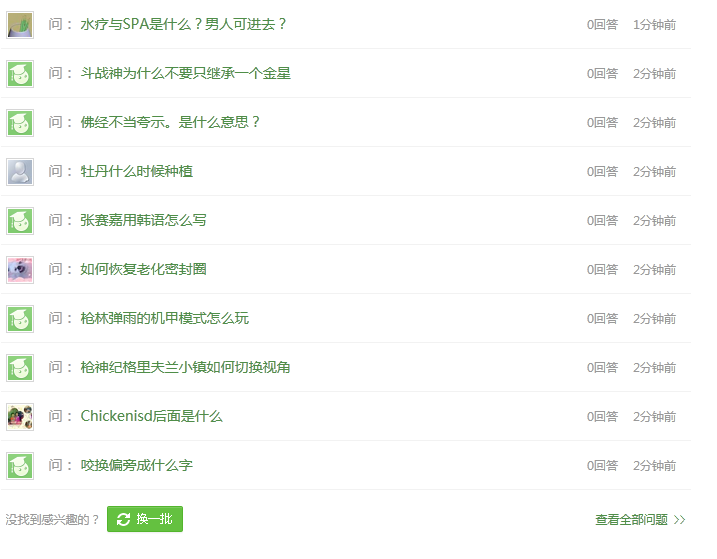 问： 水疗与SPA是什么？男人可进去？ 0回答 1分钟前
问： 斗战神为什么不要只继承一个金星 0回答 2分钟前
问： 佛经不当夸示。是什么意思？ 0回答 2分钟前
问： 牡丹什么时候种植 0回答 2分钟前
问： 张赛嘉用韩语怎么写 0回答 2分钟前
问： 如何恢复老化密封圈 0回答 2分钟前
问： 枪林弹雨的机甲模式怎么玩 0回答 2分钟前
问： 枪神纪格里夫兰小镇如何切换视角 0回答 2分钟前
问： Chickenisd后面是什么 0回答 2分钟前
问： 咬换偏旁成什么字 0回答 2分钟前
没找到感兴趣的？ 换一批 查看全部问题 >>